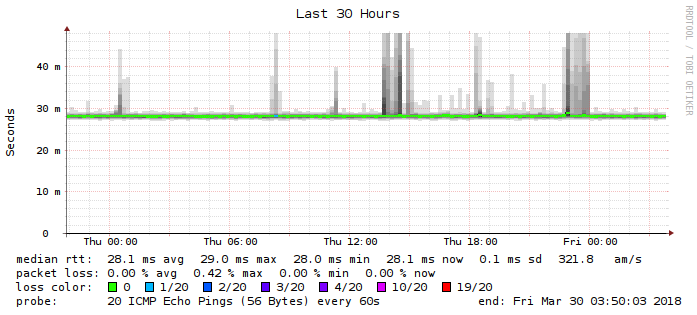 Last 30 Hours
RRDTOOL / TOBI OETIKER
Seconds
40 m
30 m
20 m
10 m
0
Thu 00:00 Thu 06:00 Thu 12:00 Thu 18:00 Fri 00:00
median rtt: 28.1 ms avg 29.0 ms max 28.0 ms min 28.1 ms now 0.1 ms sd 321.8 am/s
packet loss: 0.00 % avg 0.42 % max 0.00 % min 0.00 % now
loss color: 0 1/20 2/20 3/20 4/20 10/20 19/20
probe: 20 ICMP Echo Pings (56 Bytes) every 60s end: Fri Mar 30 03:50:03 2018